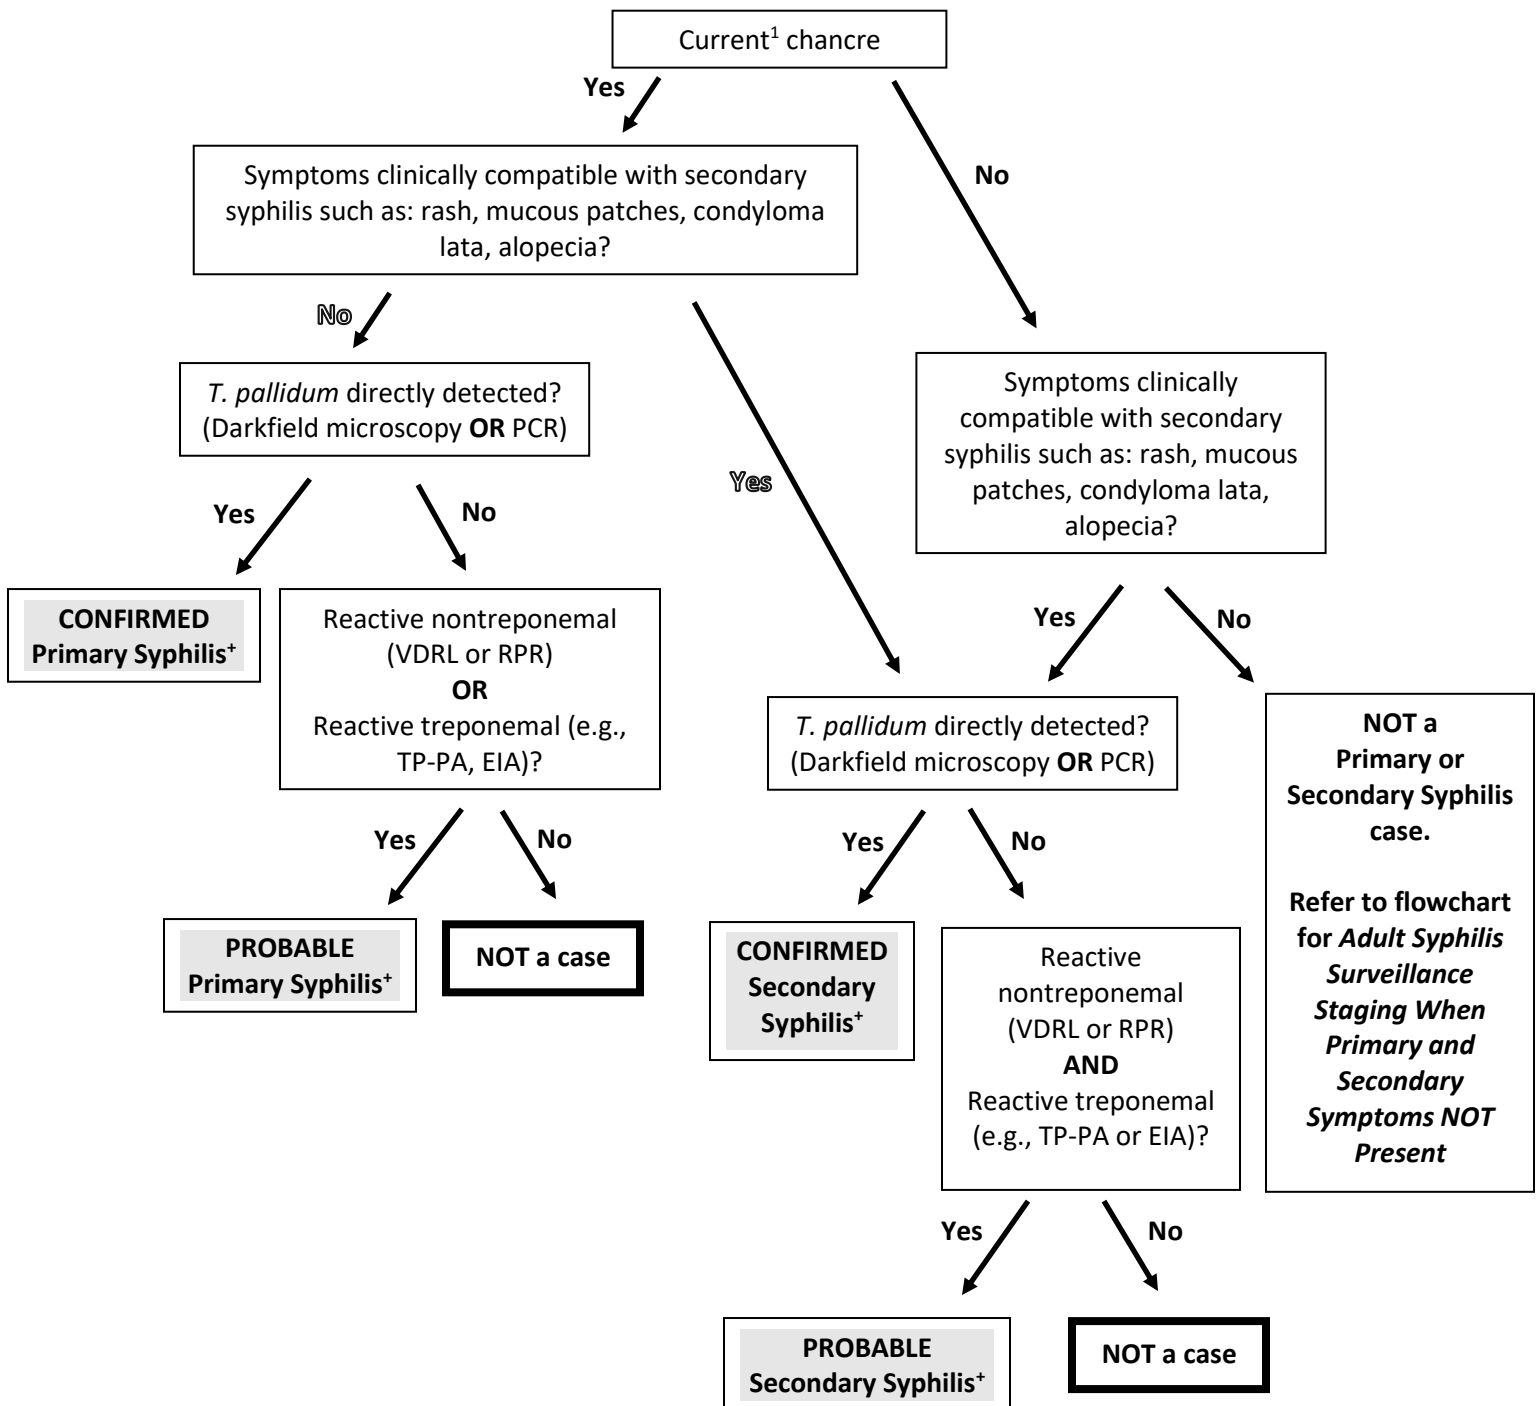 Current¹ chancre
Yes
No
Symptoms clinically compatible with secondary
syphilis such as: rash, mucous patches, condyloma
lata, alopecia?
No
Yes
T. pallidum directly detected?
(Darkfield microscopy OR PCR)
Yes
No
CONFIRMED
Primary Syphilis⁺
Reactive nontreponemal
(VDRL or RPR)
OR
Reactive treponemal (e.g.,
TP-PA, EIA)?
Yes
No
PROBABLE
Primary Syphilis⁺
NOT a case
Symptoms clinically
compatible with secondary
syphilis such as: rash, mucous
patches, condyloma lata,
alopecia?
Yes
No
T. pallidum directly detected?
(Darkfield microscopy OR PCR)
Yes
No
CONFIRMED
Secondary
Syphilis⁺
Reactive
nontreponemal
(VDRL or RPR)
AND
Reactive treponemal
(e.g., TP-PA or EIA)?
Yes
No
PROBABLE
Secondary Syphilis⁺
NOT a case
NOT a
Primary or
Secondary Syphilis
case.
Refer to flowchart
for Adult Syphilis
Surveillance
Staging When
Primary and
Secondary
Symptoms NOT
Present